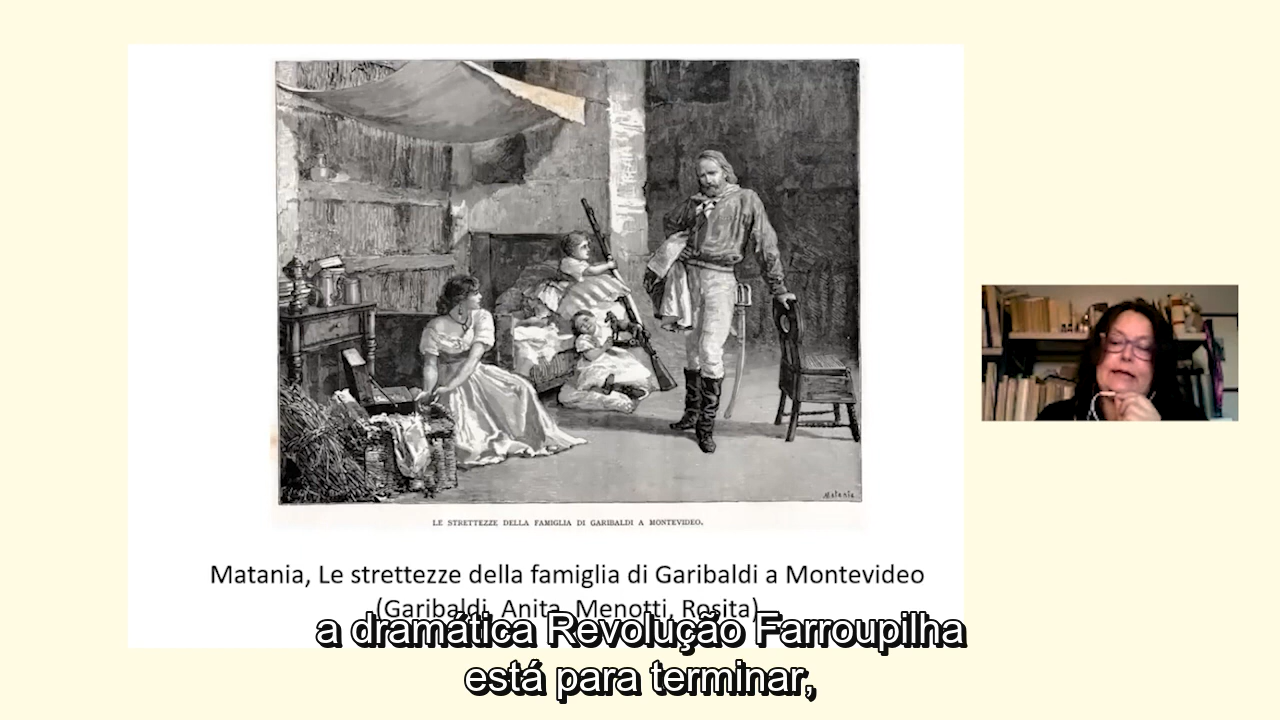 Matania
LE STRETTEZZE DELLA FAMIGLIA DI GARIBALDI A MONTEVIDEO.
Matania, Le strettezze della famiglia di Garibaldi a Montevideo
(Garibaldi, Anita, Menotti, Rosita)
a dramática Revolução Farroupilha
está para terminar,